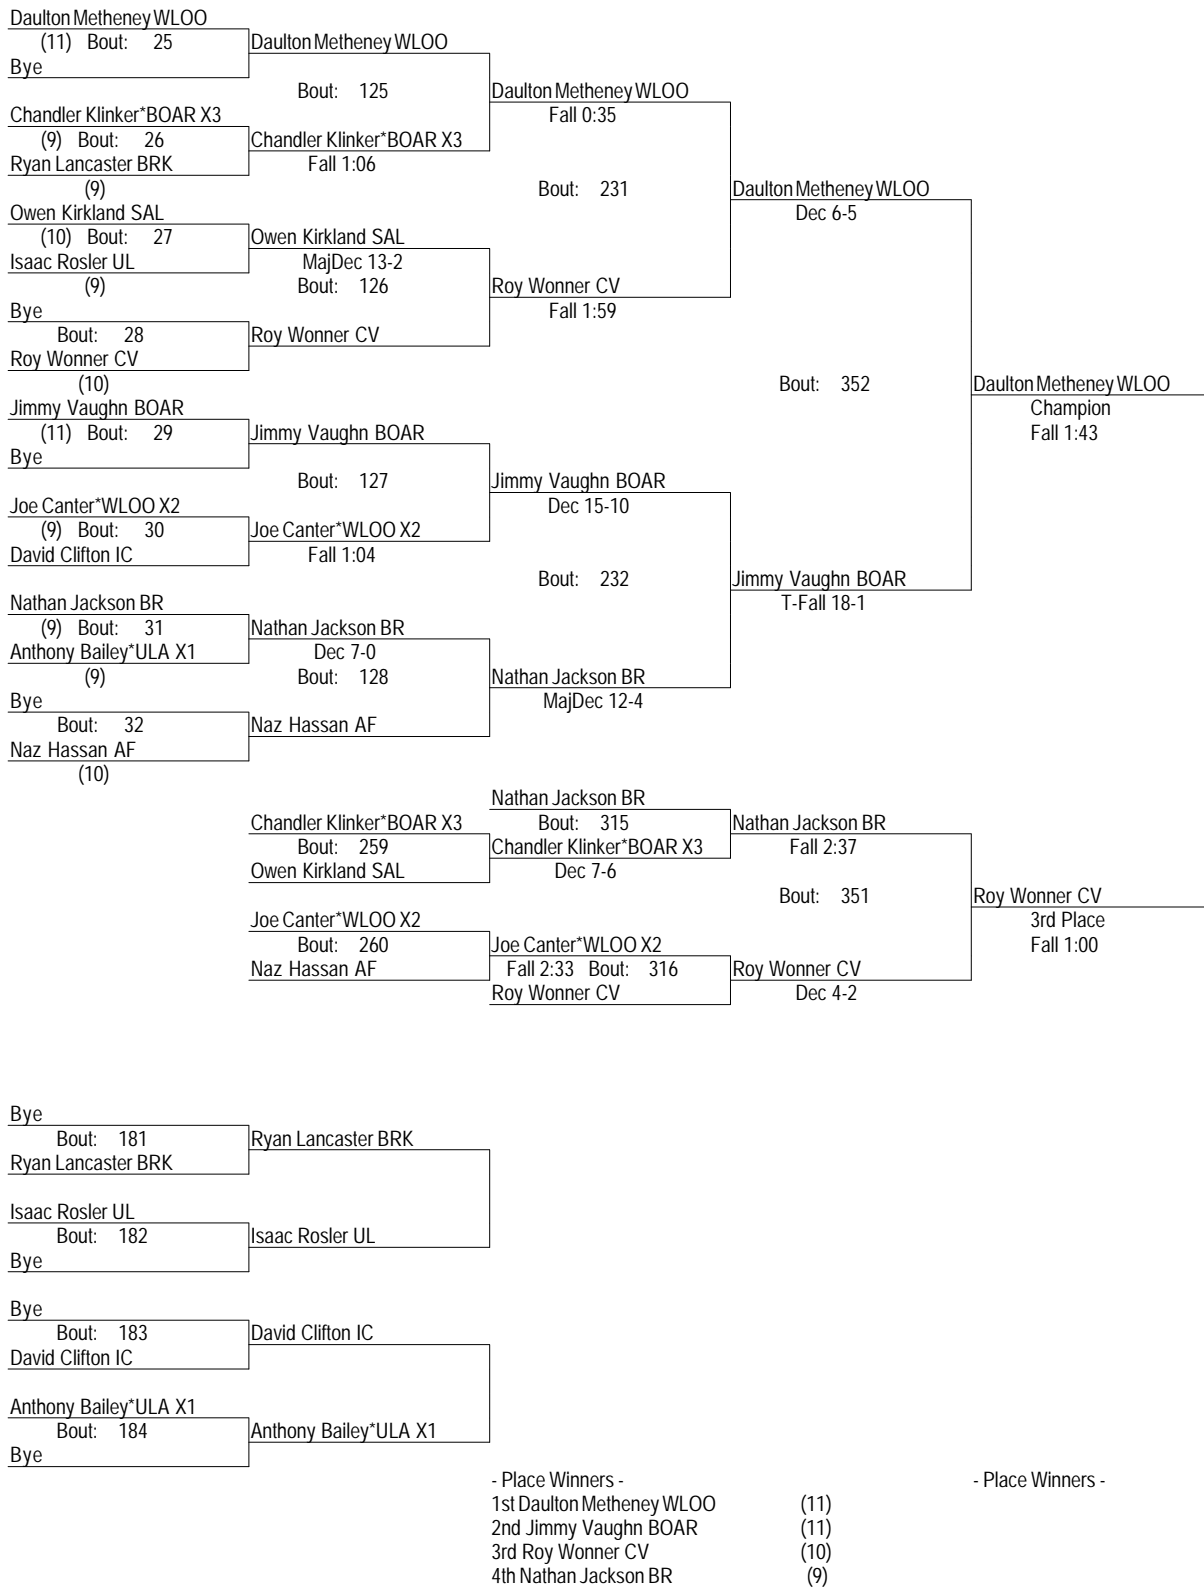 Daulton Metheney WLOO
(11) Bout: 25
Daulton Metheney WLOO
Bye
Bout: 125
Daulton Metheney WLOO
Chandler Klinker*BOAR X3
Fall 0:35
(9) Bout: 26
Chandler Klinker*BOAR X3
Ryan Lancaster BRK
Fall 1:06
(9)
Bout: 231
Daulton Metheney WLOO
Owen Kirkland SAL
Dec 6-5
(10) Bout: 27
Owen Kirkland SAL
Isaac Rosler UL
MajDec 13-2
(9)
Bout: 126
Roy Wonner CV
Bye
Fall 1:59
Bout: 28
Roy Wonner CV
Roy Wonner CV
(10)
Bout: 352
Daulton Metheney WLOO
Jimmy Vaughn BOAR
Champion
(11) Bout: 29
Jimmy Vaughn BOAR
Fall 1:43
Bye
Bout: 127
Jimmy Vaughn BOAR
Joe Canter*WLOO X2
Dec 15-10
(9) Bout: 30
Joe Canter*WLOO X2
David Clifton IC
Fall 1:04
Bout: 232
Jimmy Vaughn BOAR
Nathan Jackson BR
T-Fall 18-1
(9) Bout: 31
Nathan Jackson BR
Anthony Bailey*ULA X1
Dec 7-0
(9)
Bout: 128
Nathan Jackson BR
Bye
MajDec 12-4
Bout: 32
Naz Hassan AF
Naz Hassan AF
(10)
Nathan Jackson BR
Chandler Klinker*BOAR X3
Bout: 315
Nathan Jackson BR
Bout: 259
Chandler Klinker*BOAR X3
Fall 2:37
Owen Kirkland SAL
Dec 7-6
Bout: 351
Roy Wonner CV
Joe Canter*WLOO X2
3rd Place
Bout: 260
Joe Canter*WLOO X2
Fall 1:00
Naz Hassan AF
Fall 2:33 Bout: 316
Roy Wonner CV
Roy Wonner CV
Dec 4-2
Bye
Bout: 181
Ryan Lancaster BRK
Ryan Lancaster BRK
Isaac Rosler UL
Bout: 182
Isaac Rosler UL
Bye
Bye
Bout: 183
David Clifton IC
David Clifton IC
Anthony Bailey*ULA X1
Bout: 184
Anthony Bailey*ULA X1
Bye
- Place Winners -
- Place Winners -
1st Daulton Metheney WLOO (11)
2nd Jimmy Vaughn BOAR (11)
3rd Roy Wonner CV (10)
4th Nathan Jackson BR (9)